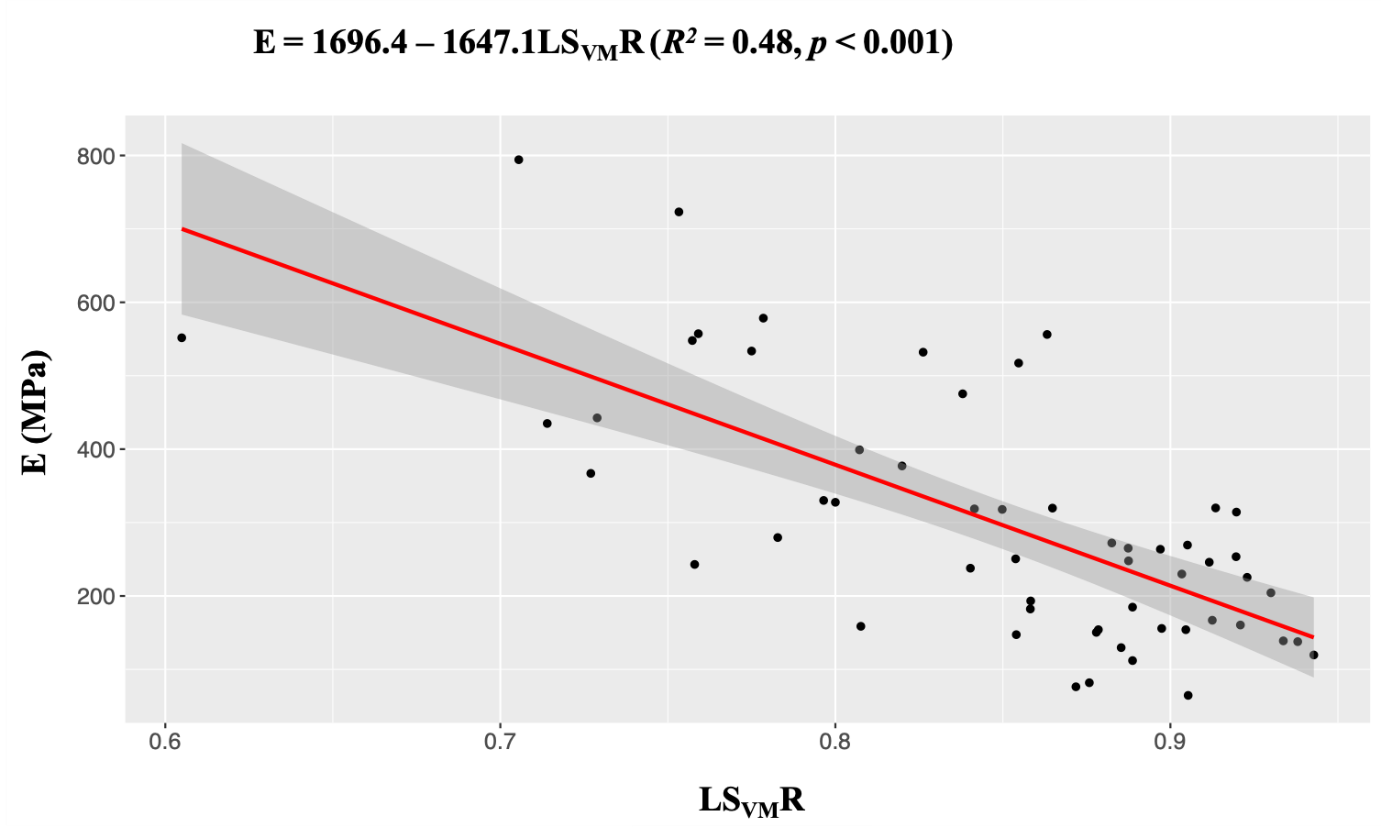 E = 1696.4 – 1647.1LSVMR (R² = 0.48, p < 0.001)
800
600
400
200
E (MPa)
0.6 0.7 0.8 0.9
LSVMR